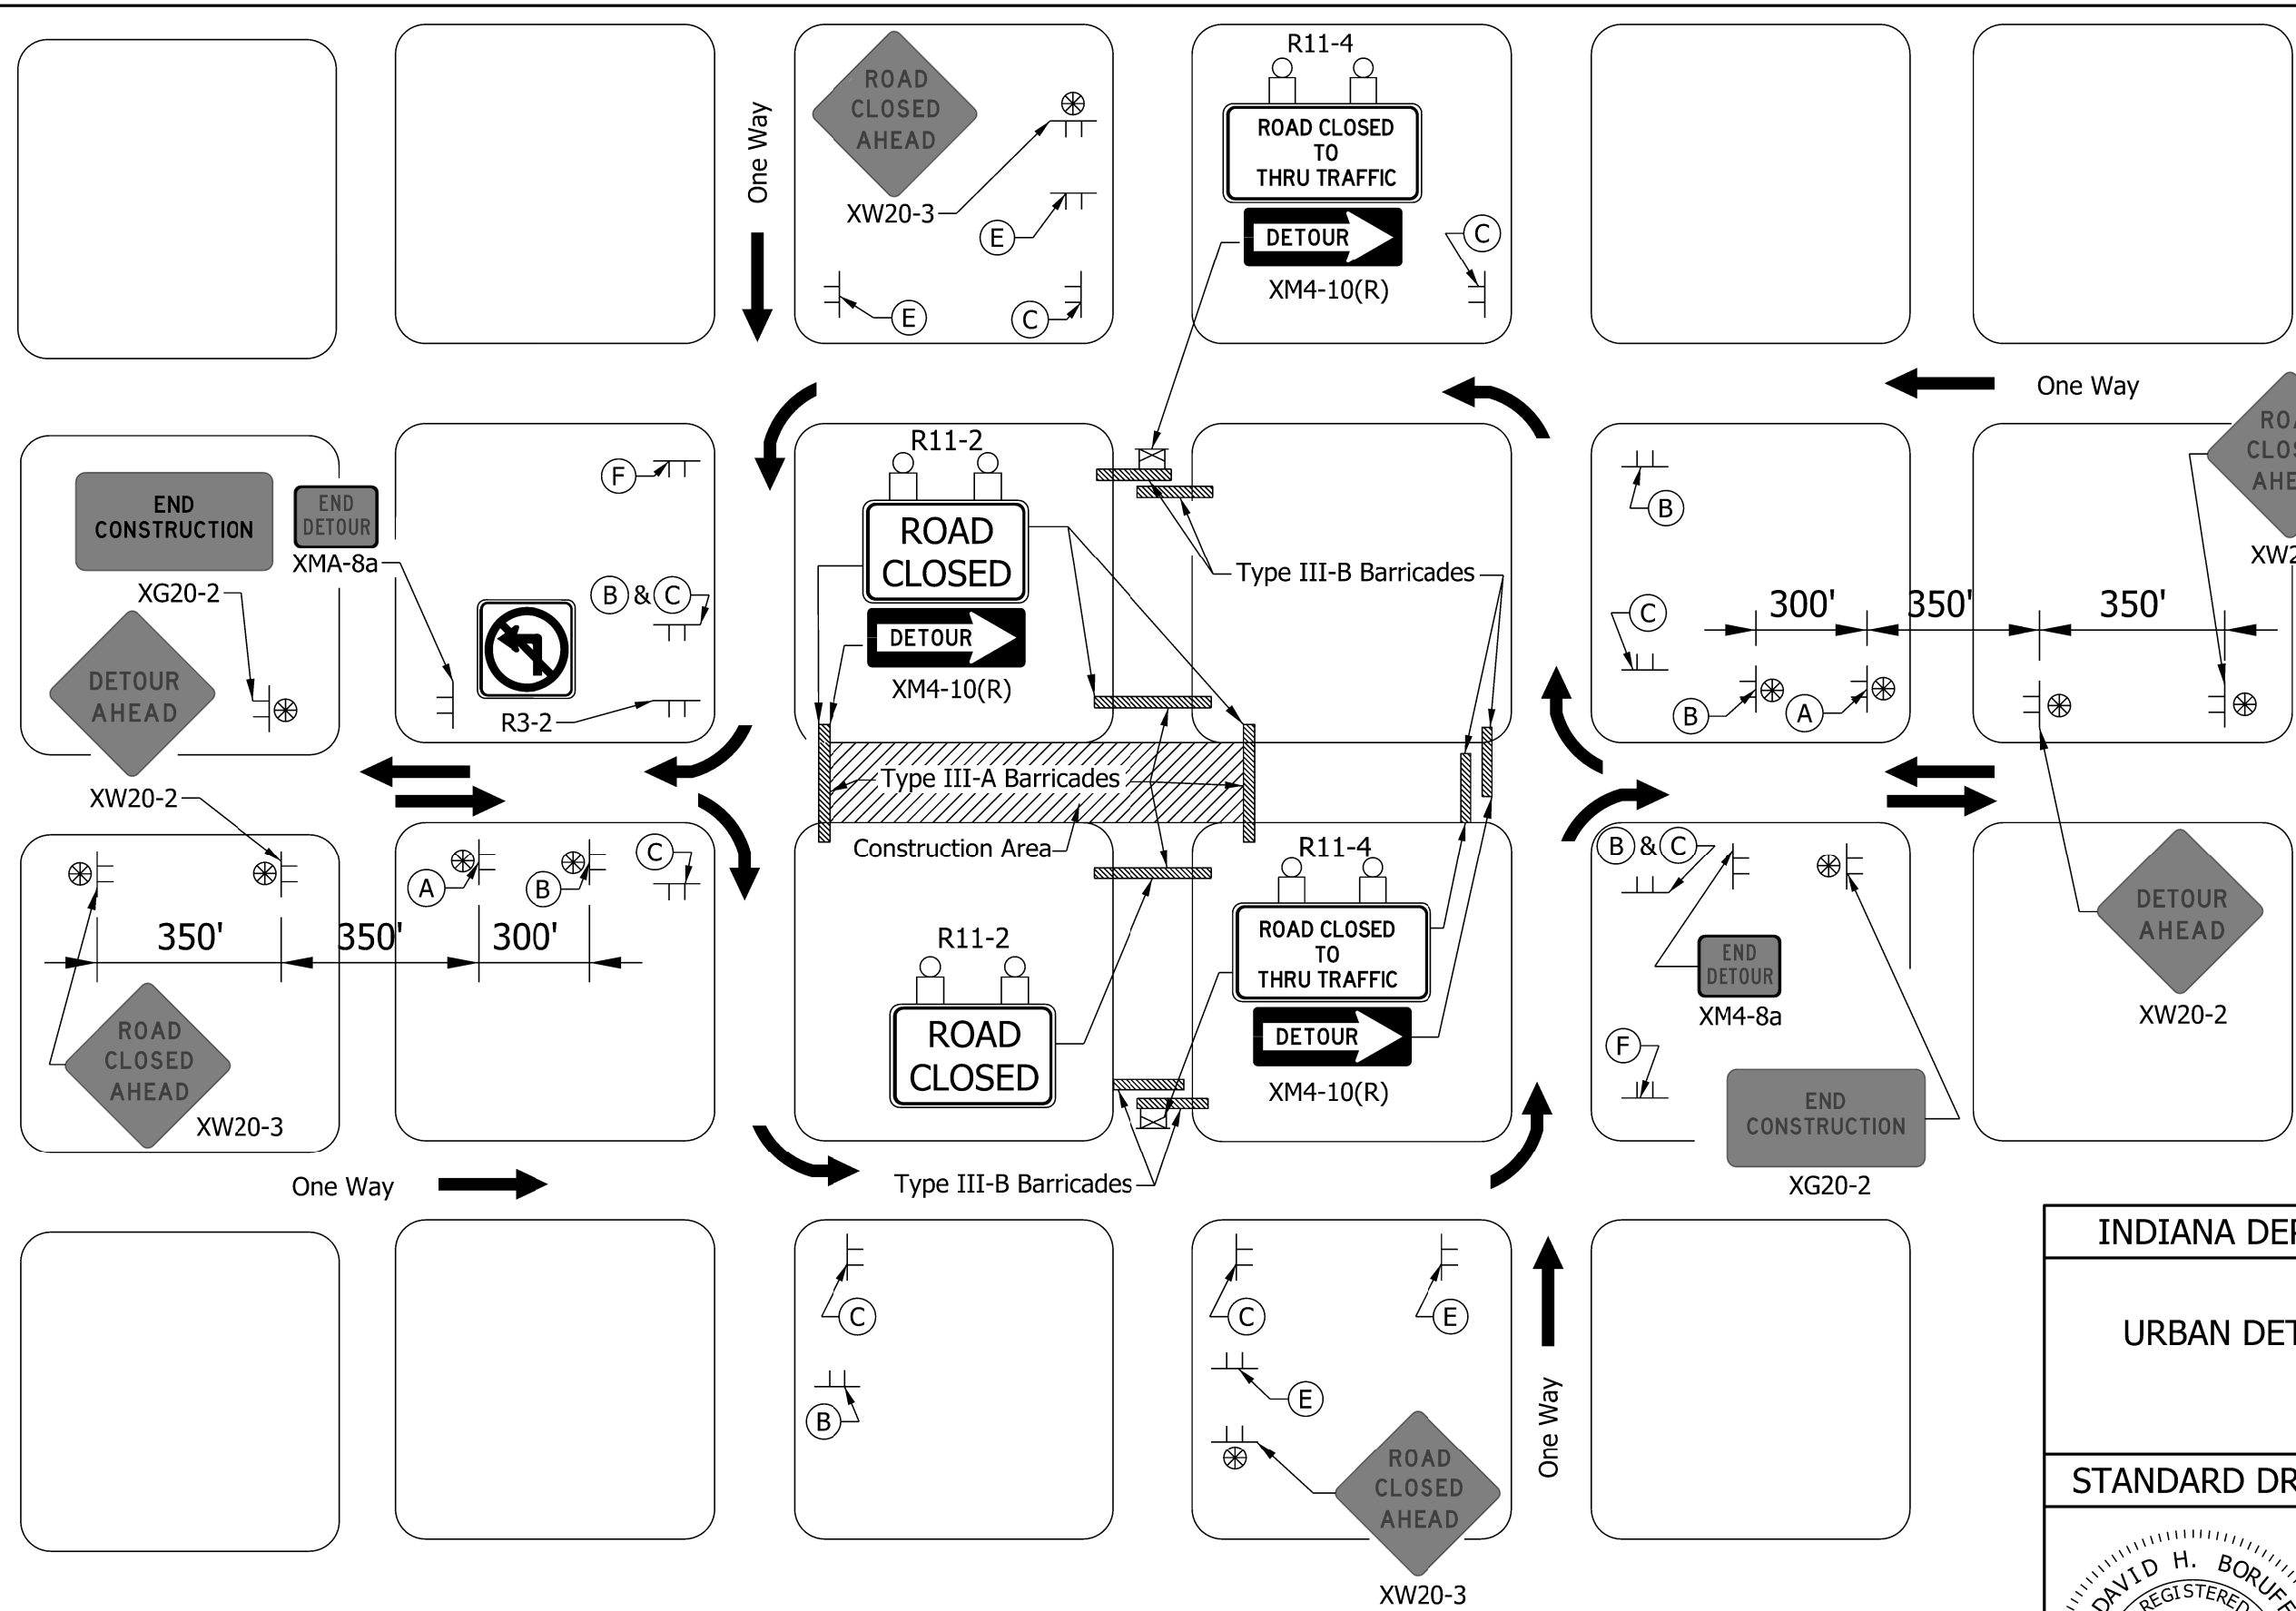 One Way
ROAD
CLOSED
AHEAD
XW20-3
E
E
C
R11-4
ROAD CLOSED
TO
THRU TRAFFIC
DETOUR
XM4-10(R)
C
One Way
END
CONSTRUCTION
XG20-2
END
DETOUR
XMA-8a
DETOUR
AHEAD
XW20-2
F
B & C
R3-2
R11-2
ROAD
CLOSED
DETOUR
XM4-10(R)
Type III-B Barricades
B
C
300' 350' 350'
B
A
Type III-A Barricades
Construction Area
A
B
C
350' 350' 300'
ROAD
CLOSED
AHEAD
XW20-3
R11-2
ROAD
CLOSED
R11-4
ROAD CLOSED
TO
THRU TRAFFIC
DETOUR
XM4-10(R)
B & C
END
DETOUR
XM4-8a
F
END
CONSTRUCTION
XG20-2
DETOUR
AHEAD
XW20-2
One Way
Type III-B Barricades
C
B
C
E
E
ROAD
CLOSED
AHEAD
XW20-3
One Way
INDIANA
URBAN
STANDARD
DAVID H.
REGISTERED